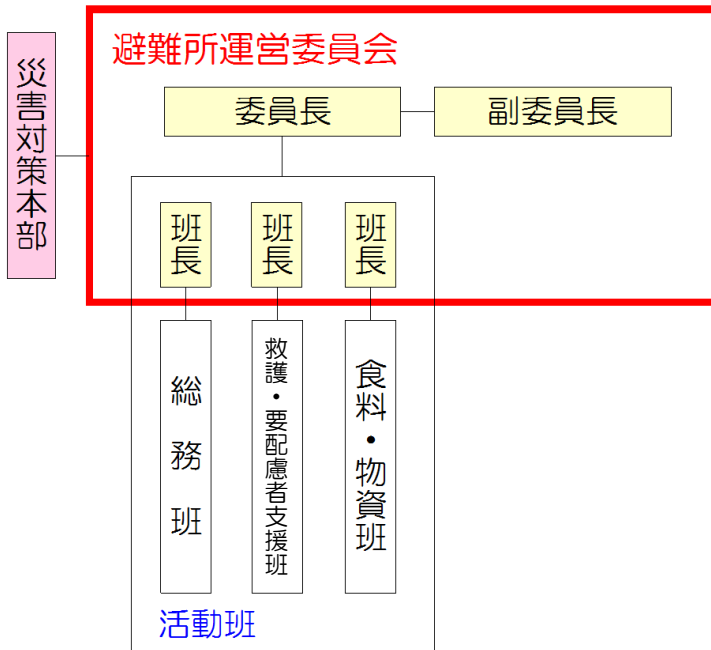 災害対策本部
避難所運営委員会
委員長
副委員長
班長
班長
班長
総務班
救護・要配慮者支援班
食料・物資班
活動班